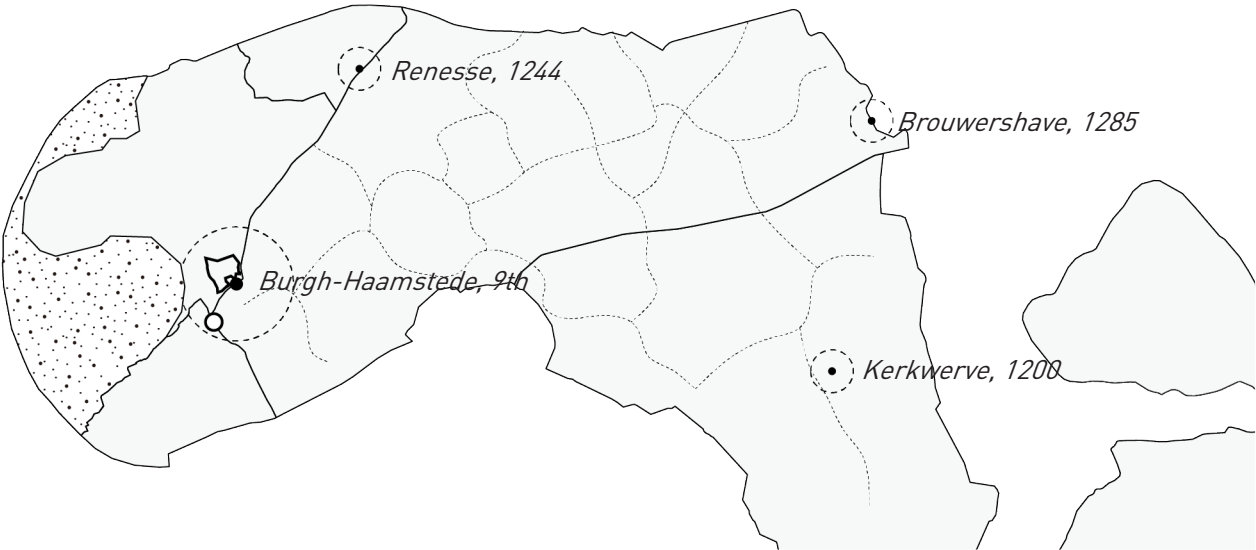 Renesse, 1244
Brouwershave, 1285
Burgh-Haamstede, 9th
Kerkwerve, 1200